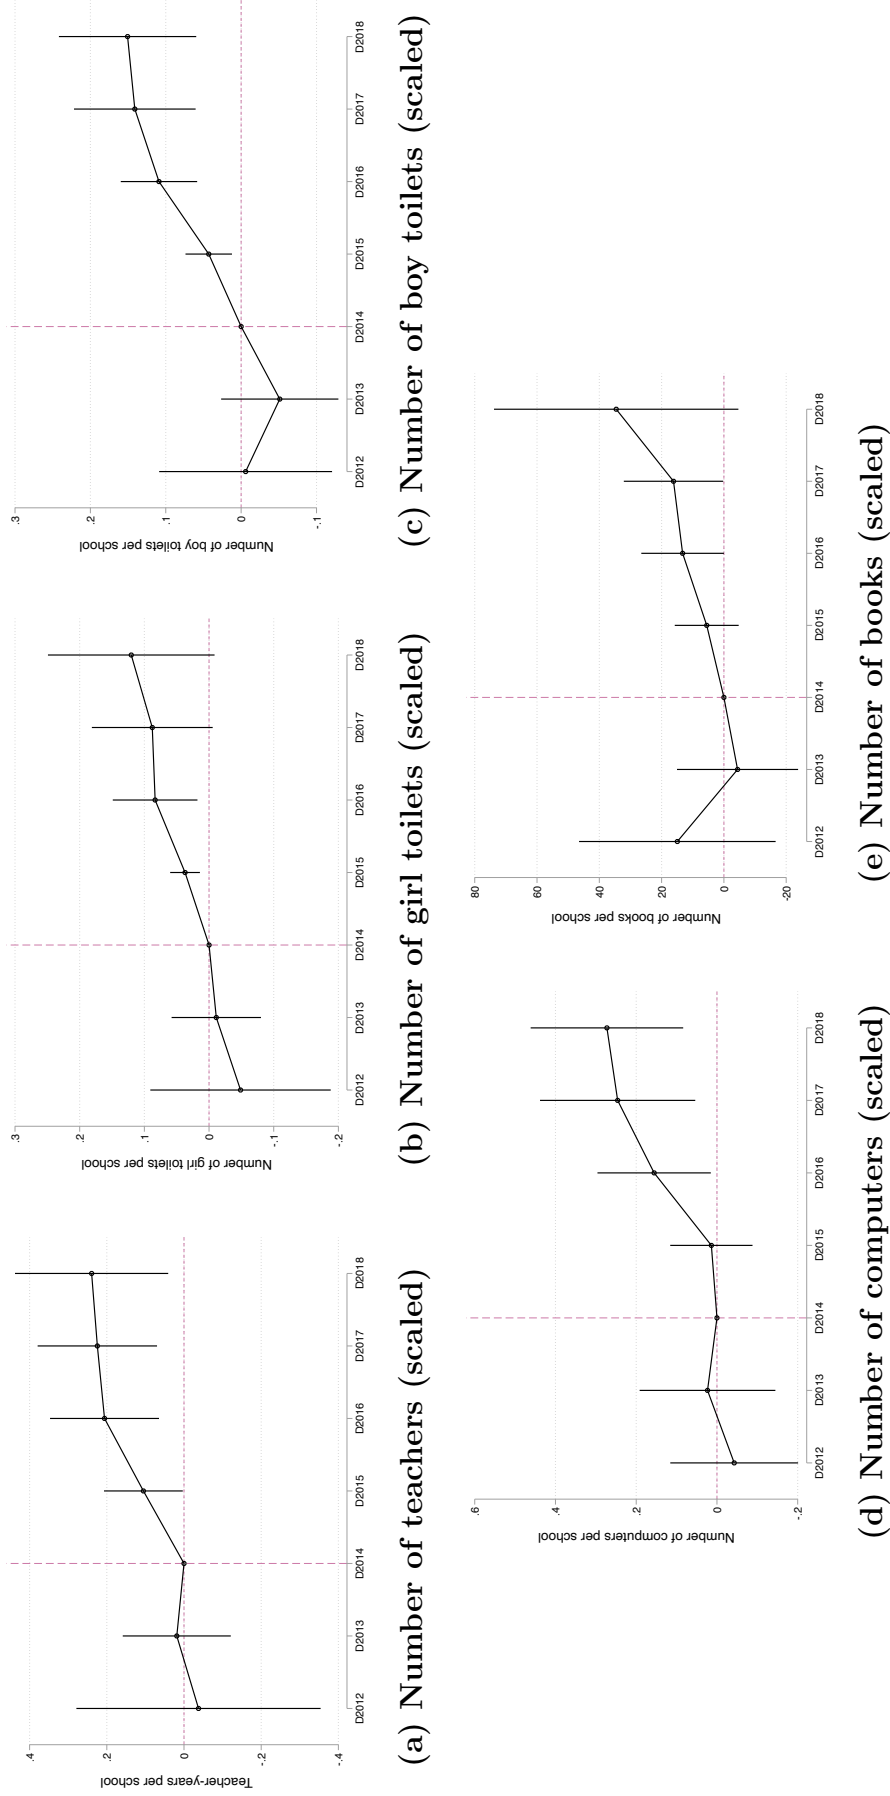 Teacher-years per school
.4
.2
0
-.2
-.4
D2012 D2013 D2014 D2015 D2016 D2017 D2018
(a) Number of teachers (scaled)
Number of girl toilets per school
.3
.2
.1
0
-.1
-.2
D2012 D2013 D2014 D2015 D2016 D2017 D2018
(b) Number of girl toilets (scaled)
Number of boy toilets per school
.3
.2
.1
0
-.1
D2012 D2013 D2014 D2015 D2016 D2017 D2018
(c) Number of boy toilets (scaled)
Number of computers per school
.6
.4
.2
0
-.2
D2012 D2013 D2014 D2015 D2016 D2017 D2018
(d) Number of computers (scaled)
Number of books per school
80
60
40
20
0
-20
D2012 D2013 D2014 D2015 D2016 D2017 D2018
(e) Number of books (scaled)